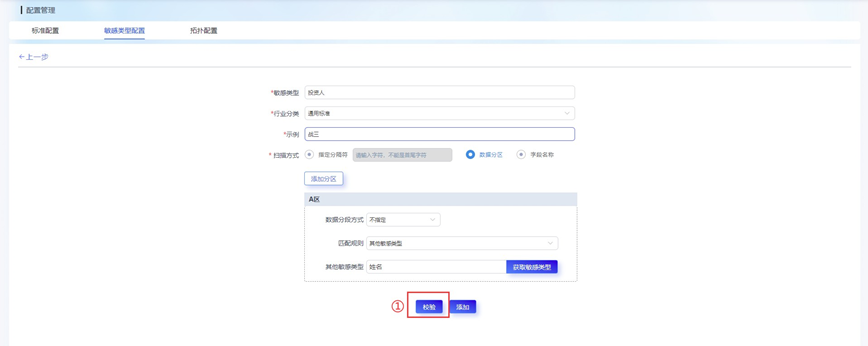 配置管理
标准配置 敏感类型配置 拓扑配置
←上一步
*敏感类型 投资人
*行业分类 通用标准
*示例 战三
*扫描方式 指定分隔符 请输入字符，不能是首尾字符 数据分区 字段名称
添加分区
A区
数据分段方式 不指定
匹配规则 其他敏感类型
其他敏感类型 姓名 获取敏感类型
① 校验 添加